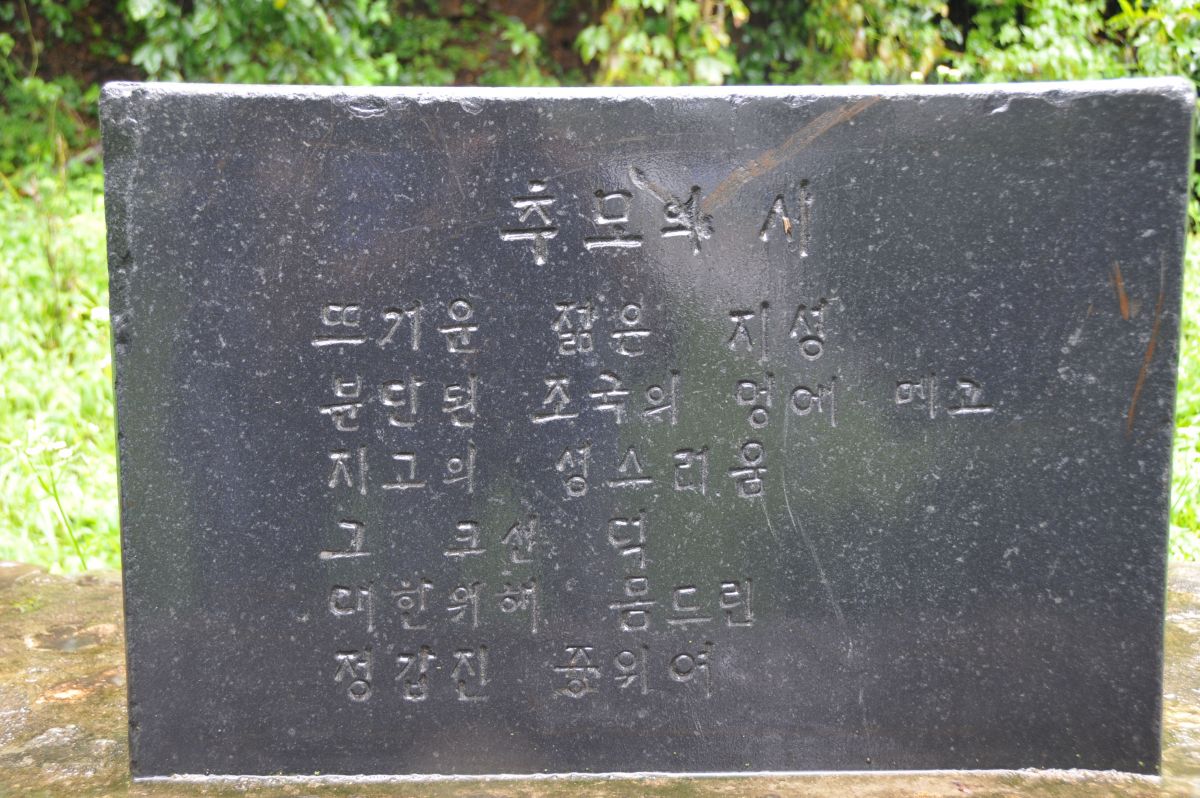 추모의 시
뜨거운 젊은 지성
분단된 조국의 멍에 메고
지고의 성스러움
그 크신 덕
대한위해 몸드린
정갑진 중위여